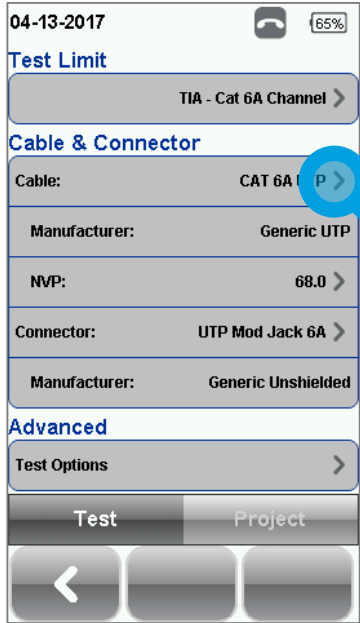 04-13-2017 65%
Test Limit
TIA - Cat 6A Channel
Cable & Connector
Cable: CAT 6A UTP
Manufacturer: Generic UTP
NVP: 68.0
Connector: UTP Mod Jack 6A
Manufacturer: Generic Unshielded
Advanced
Test Options
Test Project